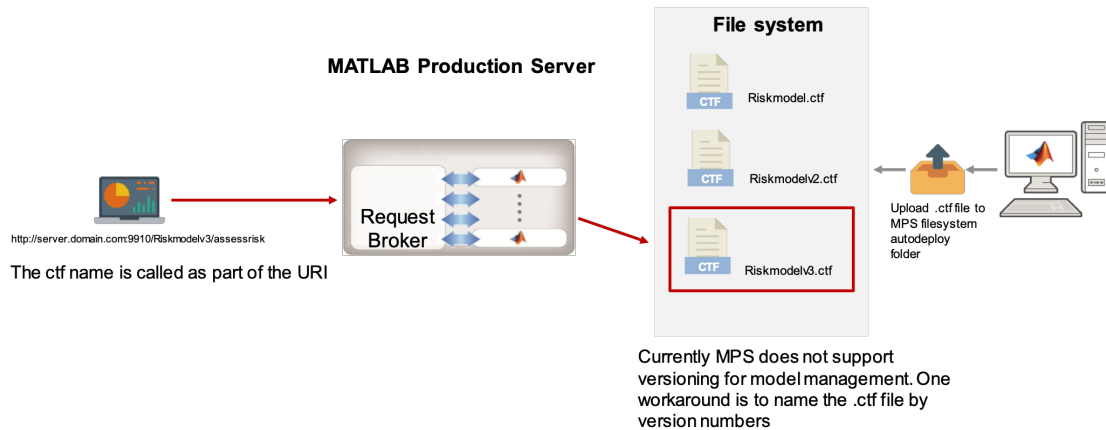 File system
MATLAB Production Server
CTF
Riskmodel.ctf
CTF
Riskmodelv2.ctf
Request
Broker
CTF
Riskmodelv3.ctf
Upload .ctf file to
MPS filesystem
autodeploy
folder
http://server.domain.com:9910/Riskmodelv3/assessrisk
The ctf name is called as part of the URI
Currently MPS does not support
versioning for model management. One
workaround is to name the .ctf file by
version numbers